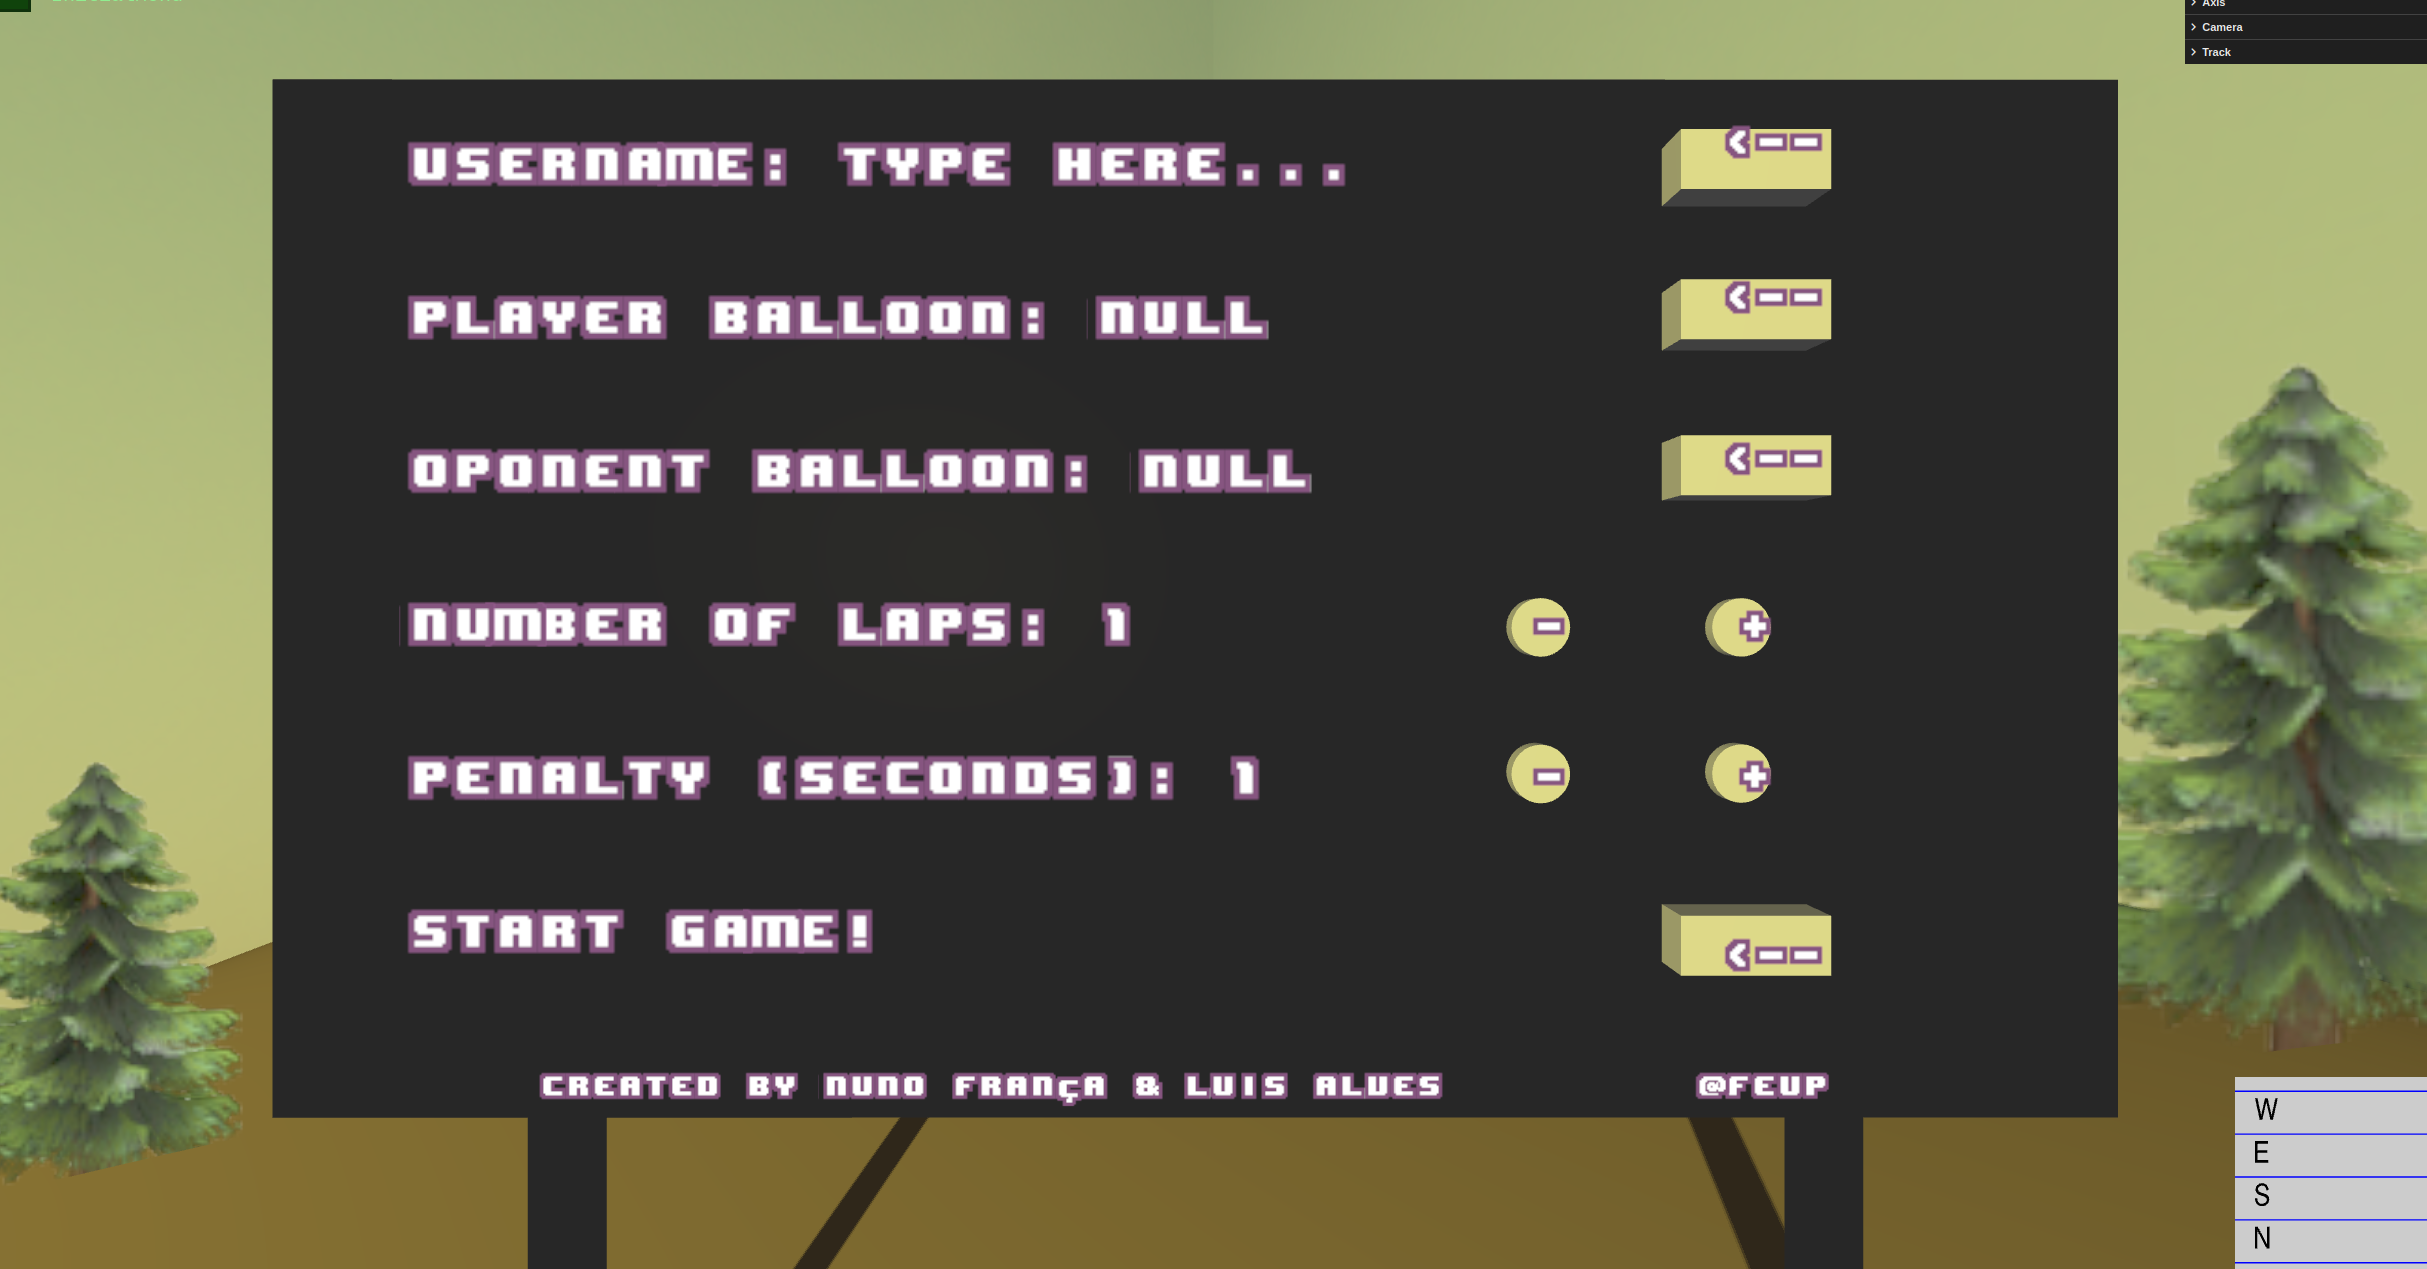 Axis
Camera
Track
USERNAME: TYPE HERE... <--
PLAYER BALLOON: NULL <--
OPONENT BALLOON: NULL <--
NUMBER OF LAPS: 1 - +
PENALTY (SECONDS): 1 - +
START GAME! <--
CREATED BY NUNO FRANÇA & LUIS ALVES @FEUP
W
E
S
N